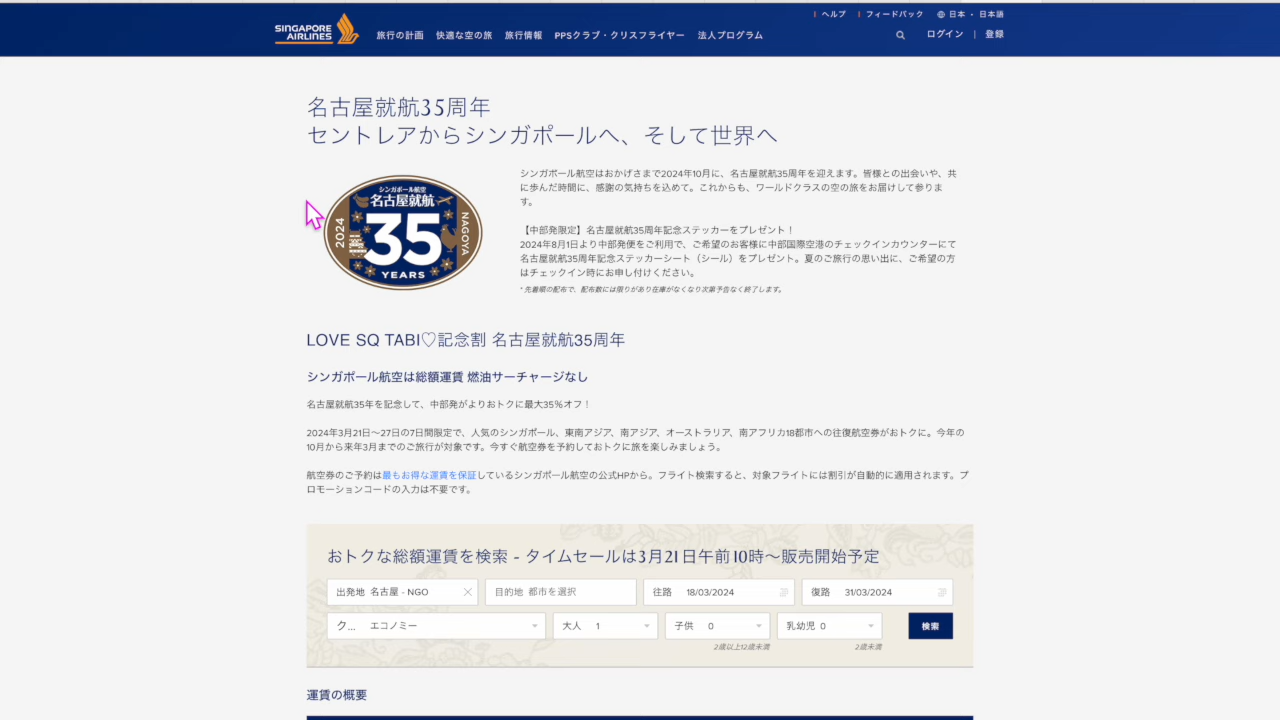 ヘルプ
フィードバック
日本 - 日本語
SINGAPORE
AIRLINES
旅行の計画
快適な空の旅
旅行情報
PPSクラブ・クリスフライヤー
法人プログラム
ログイン | 登録
名古屋就航35周年
セントレアからシンガポールへ、そして世界へ
シンガポール航空
名古屋就航
2024
35
NAGOYA
YEARS
シンガポール航空はおかげさまで2024年10月に、名古屋就航35周年を迎えます。皆様との出会いや、共
に歩んだ時間に、感謝の気持ちを込めて。これからも、ワールドクラスの空の旅をお届けして参りま
す。
【中部発限定】名古屋就航35周年記念ステッカーをプレゼント！
2024年8月1日より中部発便をご利用で、ご希望のお客様に中部国際空港のチェックインカウンターにて
名古屋就航35周年記念ステッカーシート（シール）をプレゼント。夏のご旅行の思い出に、ご希望の方
はチェックイン時にお申し付けください。
* 先着順の配布で、配布数には限りがあり在庫がなくなり次第予告なく終了します。
LOVE SQ TABI♡記念割 名古屋就航35周年
シンガポール航空は総額運賃 燃油サーチャージなし
名古屋就航35年を記念して、中部発がよりおトクに最大35％オフ！
2024年3月21日〜27日の7日間限定で、人気のシンガポール、東南アジア、南アジア、オーストラリア、南アフリカ18都市への往復航空券がおトクに。今年の
10月から来年3月までのご旅行が対象です。今すぐ航空券を予約しておトクに旅を楽しみましょう。
航空券のご予約は最もお得な運賃を保証しているシンガポール航空の公式HPから。フライト検索すると、対象フライトには割引が自動的に適用されます。プ
ロモーションコードの入力は不要です。
おトクな総額運賃を検索 - タイムセールは3月21日午前10時〜販売開始予定
出発地 名古屋 - NGO
目的地 都市を選択
往路 18/03/2024
復路 31/03/2024
ク... エコノミー
大人 1
子供 0
乳幼児 0
検索
2歳以上12歳未満
2歳未満
運賃の概要